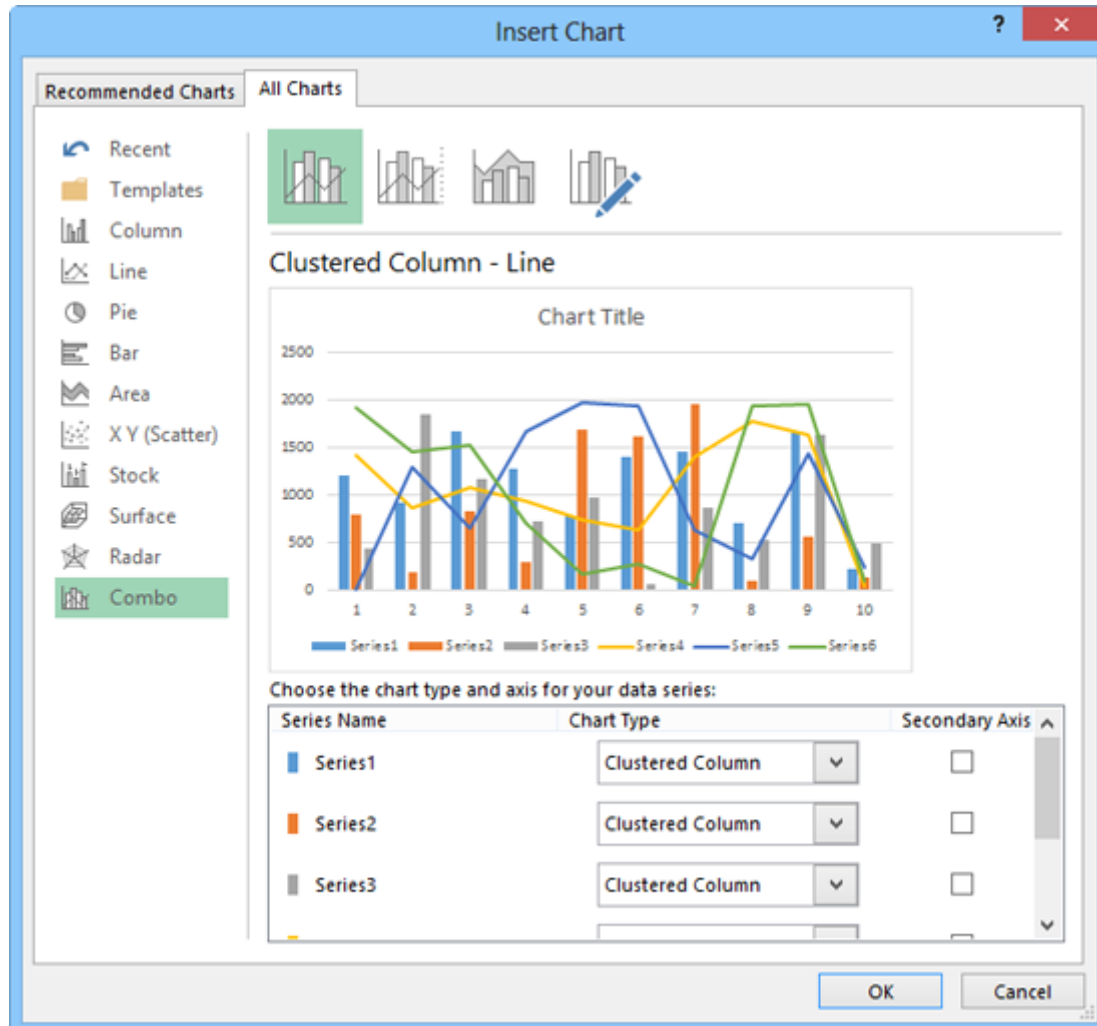 Insert Chart
?
Recommended Charts
All Charts
Recent
Templates
Column
Line
Pie
Bar
Area
X Y (Scatter)
Stock
Surface
Radar
Combo
Clustered Column - Line
Chart Title
2500
2000
1500
1000
500
0
1 2 3 4 5 6 7 8 9 10
Series1 Series2 Series3 Series4 Series5 Series6
Choose the chart type and axis for your data series:
Series Name Chart Type Secondary Axis
Series1 Clustered Column
Series2 Clustered Column
Series3 Clustered Column
OK Cancel